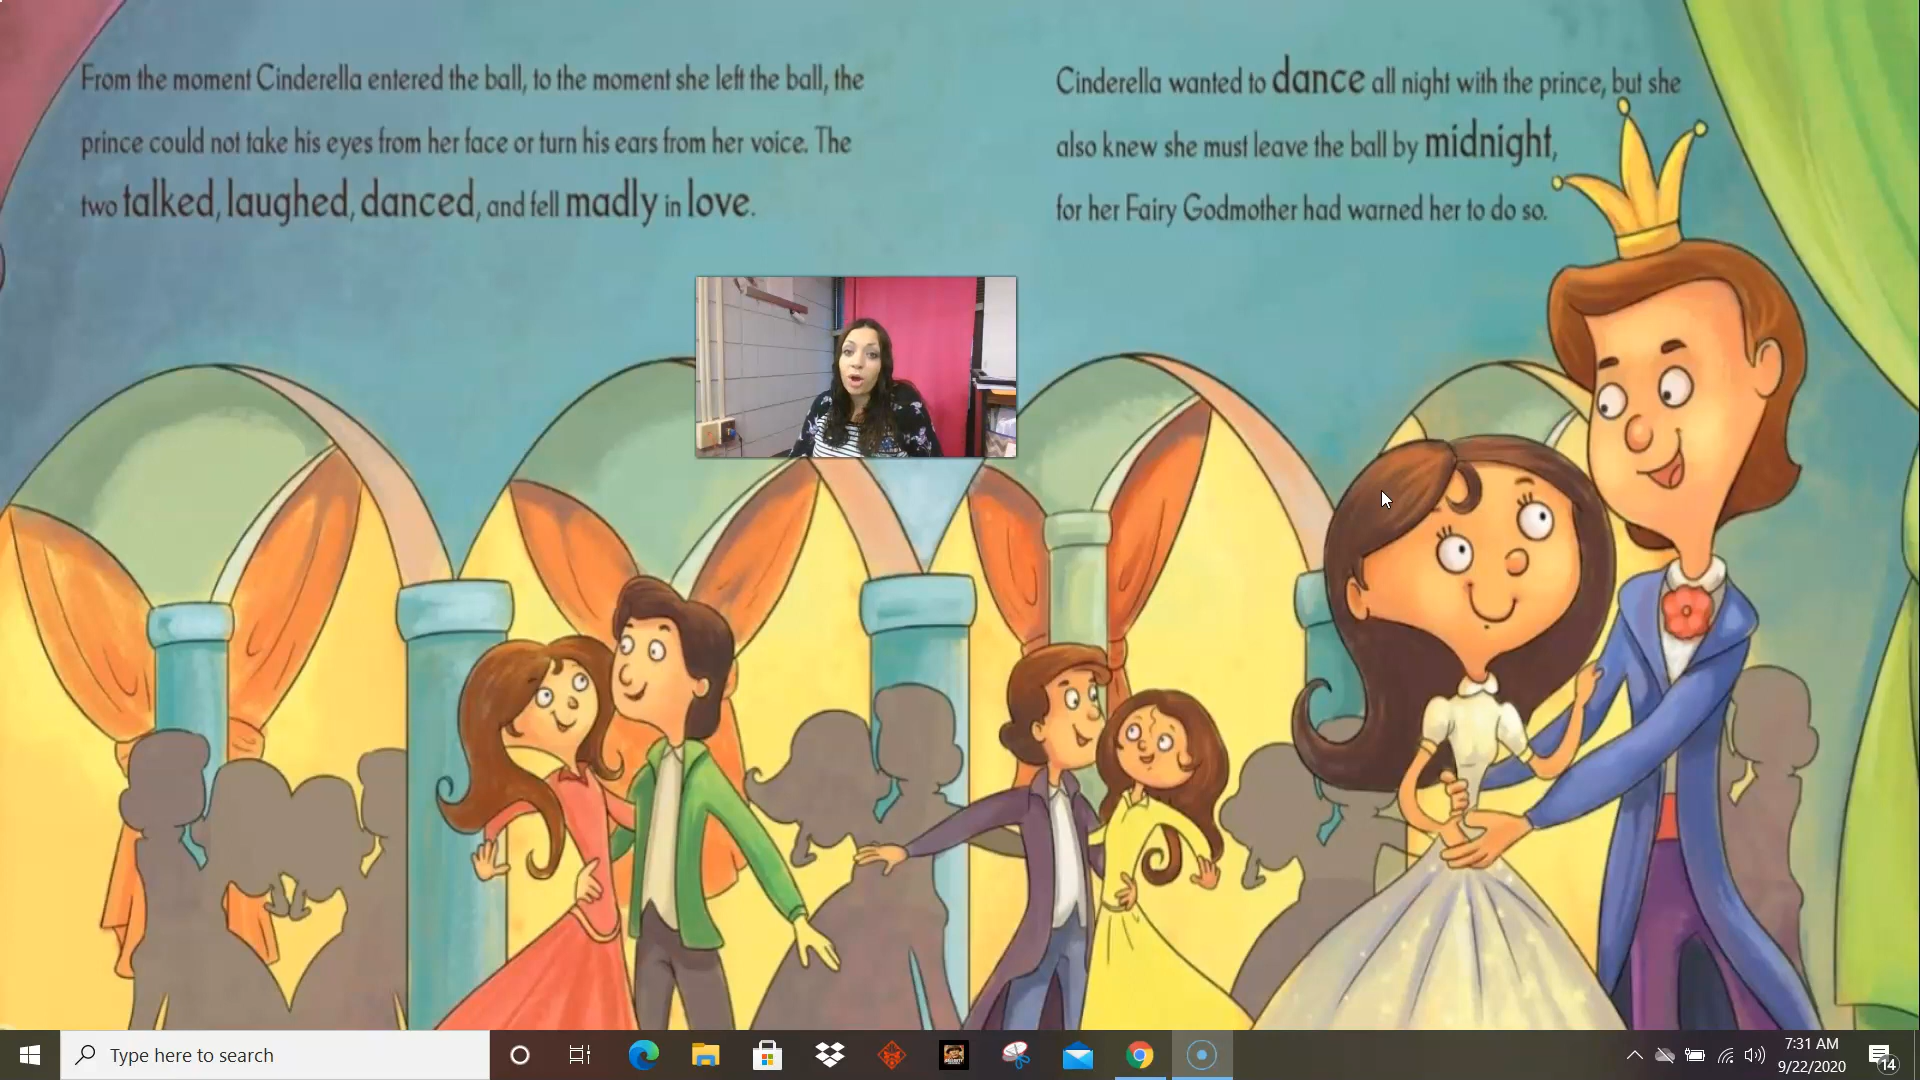 From the moment Cinderella entered the ball, to the moment she left the ball, the
prince could not take his eyes from her face or turn his ears from her voice. The
two talked, laughed, danced, and fell madly in love.
Cinderella wanted to dance all night with the prince, but she
also knew she must leave the ball by midnight,
for her Fairy Godmother had warned her to do so.
Type here to search
7:31 AM
9/22/2020
14